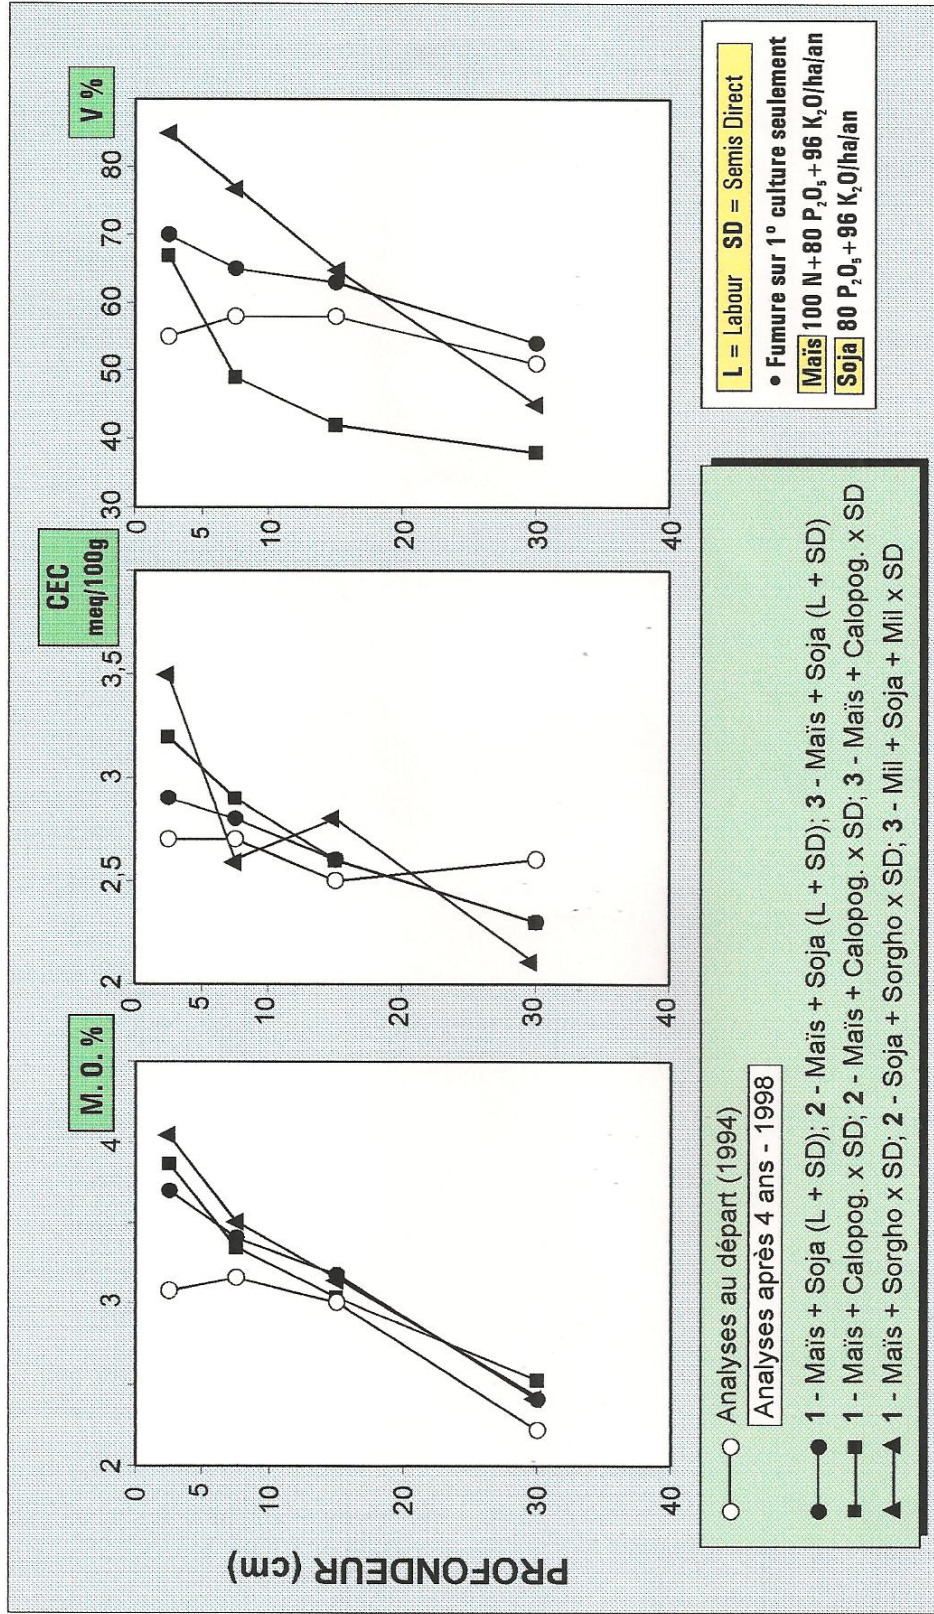 PROFONDEUR (cm)
M. O. %
2
3
4
0
5
10
20
30
40
CEC
meq/100g
2
2,5
3
3,5
0
5
10
20
30
40
V %
30
40
50
60
70
80
0
5
10
20
30
40
Analyses au départ (1994)
Analyses après 4 ans - 1998
1 - Maïs + Soja (L + SD); 2 - Maïs + Soja (L + SD); 3 - Maïs + Soja (L + SD)
1 - Maïs + Calopog. x SD; 2 - Maïs + Calopog. x SD; 3 - Maïs + Calopog. x SD
1 - Maïs + Sorgho x SD; 2 - Soja + Sorgho x SD; 3 - Mil + Soja + Mil x SD
L = Labour SD = Semis Direct
• Fumure sur 1º culture seulement
Maïs 100 N+80 P₂O₅+96 K₂O/ha/an
Soja 80 P₂O₅+96 K₂O/ha/an